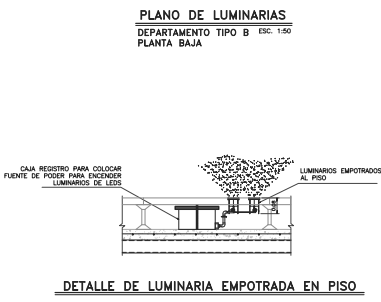 PLANO DE LUMINARIAS
DEPARTAMENTO TIPO B ESC. 1:50
PLANTA BAJA
CAJA REGISTRO PARA COLOCAR
FUENTE DE PODER PARA ENCENDER
LUMINARIOS DE LEDS
LUMINARIOS EMPOTRADOS
AL PISO
DETALLE DE LUMINARIA EMPOTRADA EN PISO